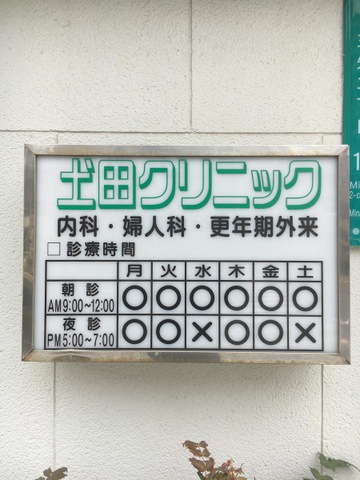 土田クリニック
内科・婦人科・更年期外来
□診療時間
月 火 水 木 金 土
朝診 AM9:00~12:00 ○ ○ ○ ○ ○ ○
夜診 PM5:00~7:00 ○ ○ × ○ ○ ×